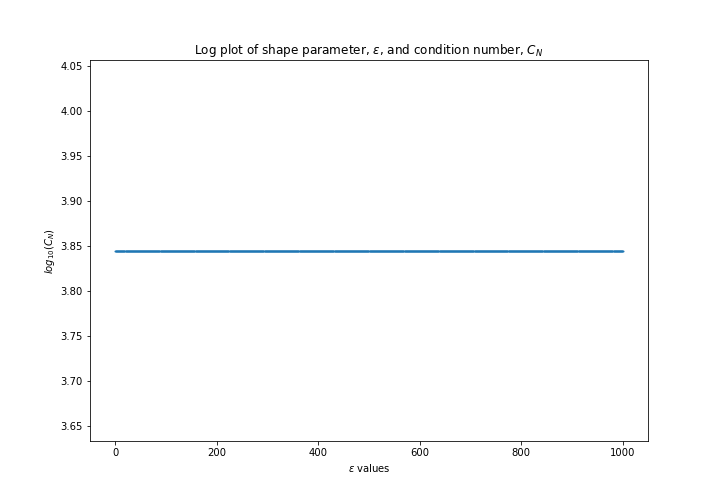 Log plot of shape parameter, ε, and condition number, C_N
4.05
4.00
3.95
3.90
3.85
3.80
3.75
3.70
3.65
log₁₀(C_N)
0 200 400 600 800 1000
ε values